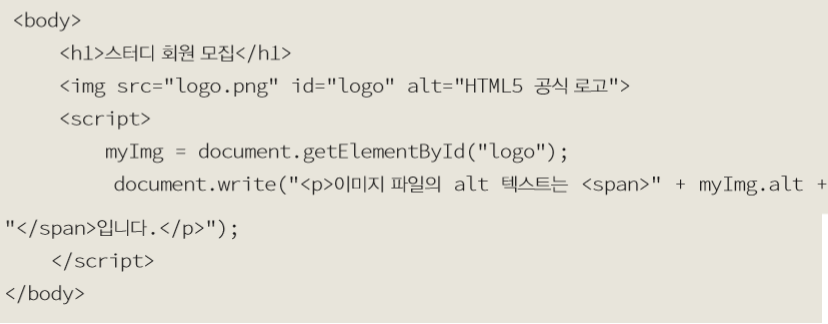 <body>
<h1>스터디 회원 모집</h1>
<img src="logo.png" id="logo" alt="HTML5 공식 로고">
<script>
myImg = document.getElementById("logo");
document.write("<p>이미지 파일의 alt 텍스트는 <span>" + myImg.alt +
"</span>입니다.</p>");
</script>
</body>